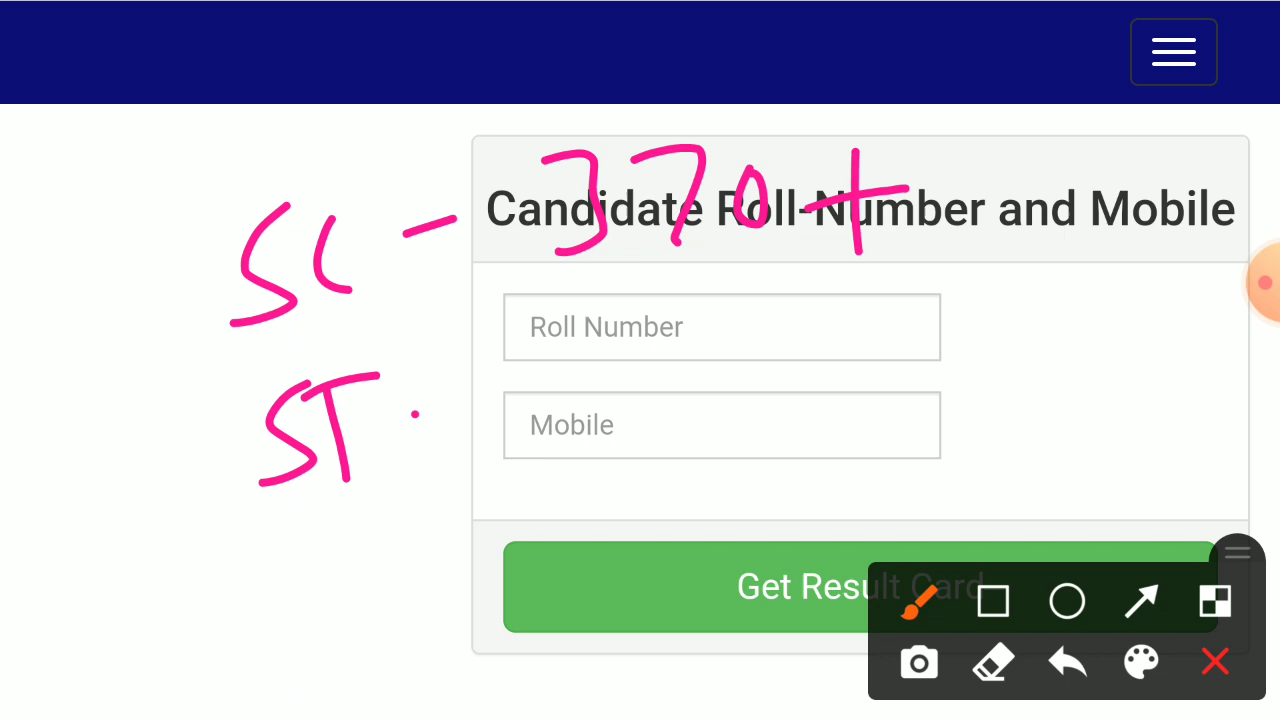 Candidate Roll-Number and Mobile
SC - 370+
Roll Number
ST
Mobile
Get Result Card